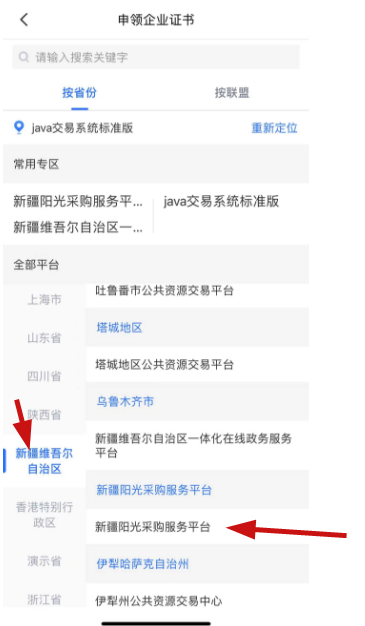 申领企业证书
请输入搜索关键字
按省份
按联盟
java交易系统标准版
重新定位
常用专区
新疆阳光采购服务平...
java交易系统标准版
新疆维吾尔自治区一...
全部平台
上海市
山东省
四川省
陕西省
新疆维吾尔
自治区
香港特别行
政区
演示省
浙江省
吐鲁番市公共资源交易平台
塔城地区
塔城地区公共资源交易平台
乌鲁木齐市
新疆维吾尔自治区一体化在线政务服务
平台
新疆阳光采购服务平台
新疆阳光采购服务平台
伊犁哈萨克自治州
伊犁州公共资源交易中心